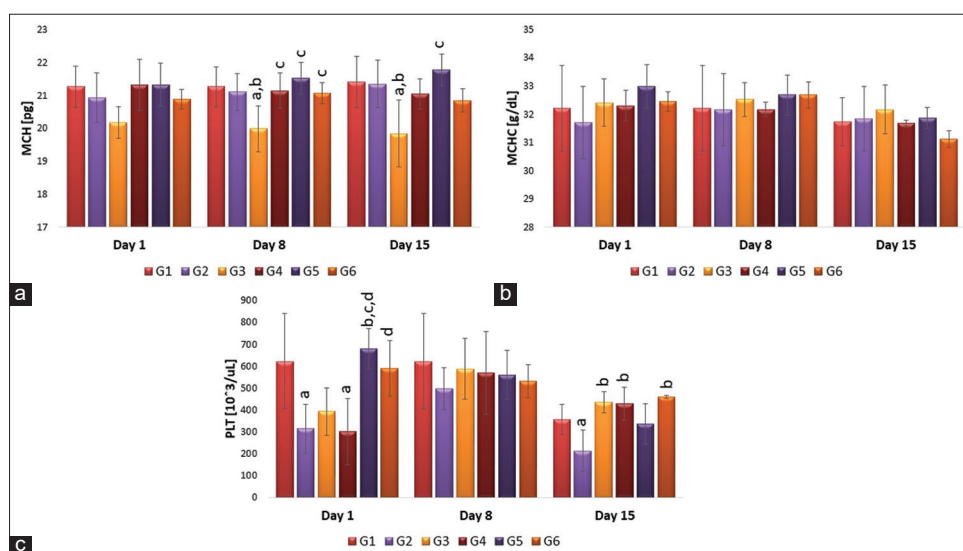 MCH [pg]
23
22
21
20
19
18
17
a,b
c
c
c
a,b
c
Day 1 Day 8 Day 15
G1 G2 G3 G4 G5 G6
a
MCHC [g/dL]
35
34
33
32
31
30
29
28
Day 1 Day 8 Day 15
G1 G2 G3 G4 G5 G6
b
PLT [10^3/uL]
900
800
700
600
500
400
300
200
100
0
a
a
b,c,d
d
a
b
b
b
Day 1 Day 8 Day 15
G1 G2 G3 G4 G5 G6
c